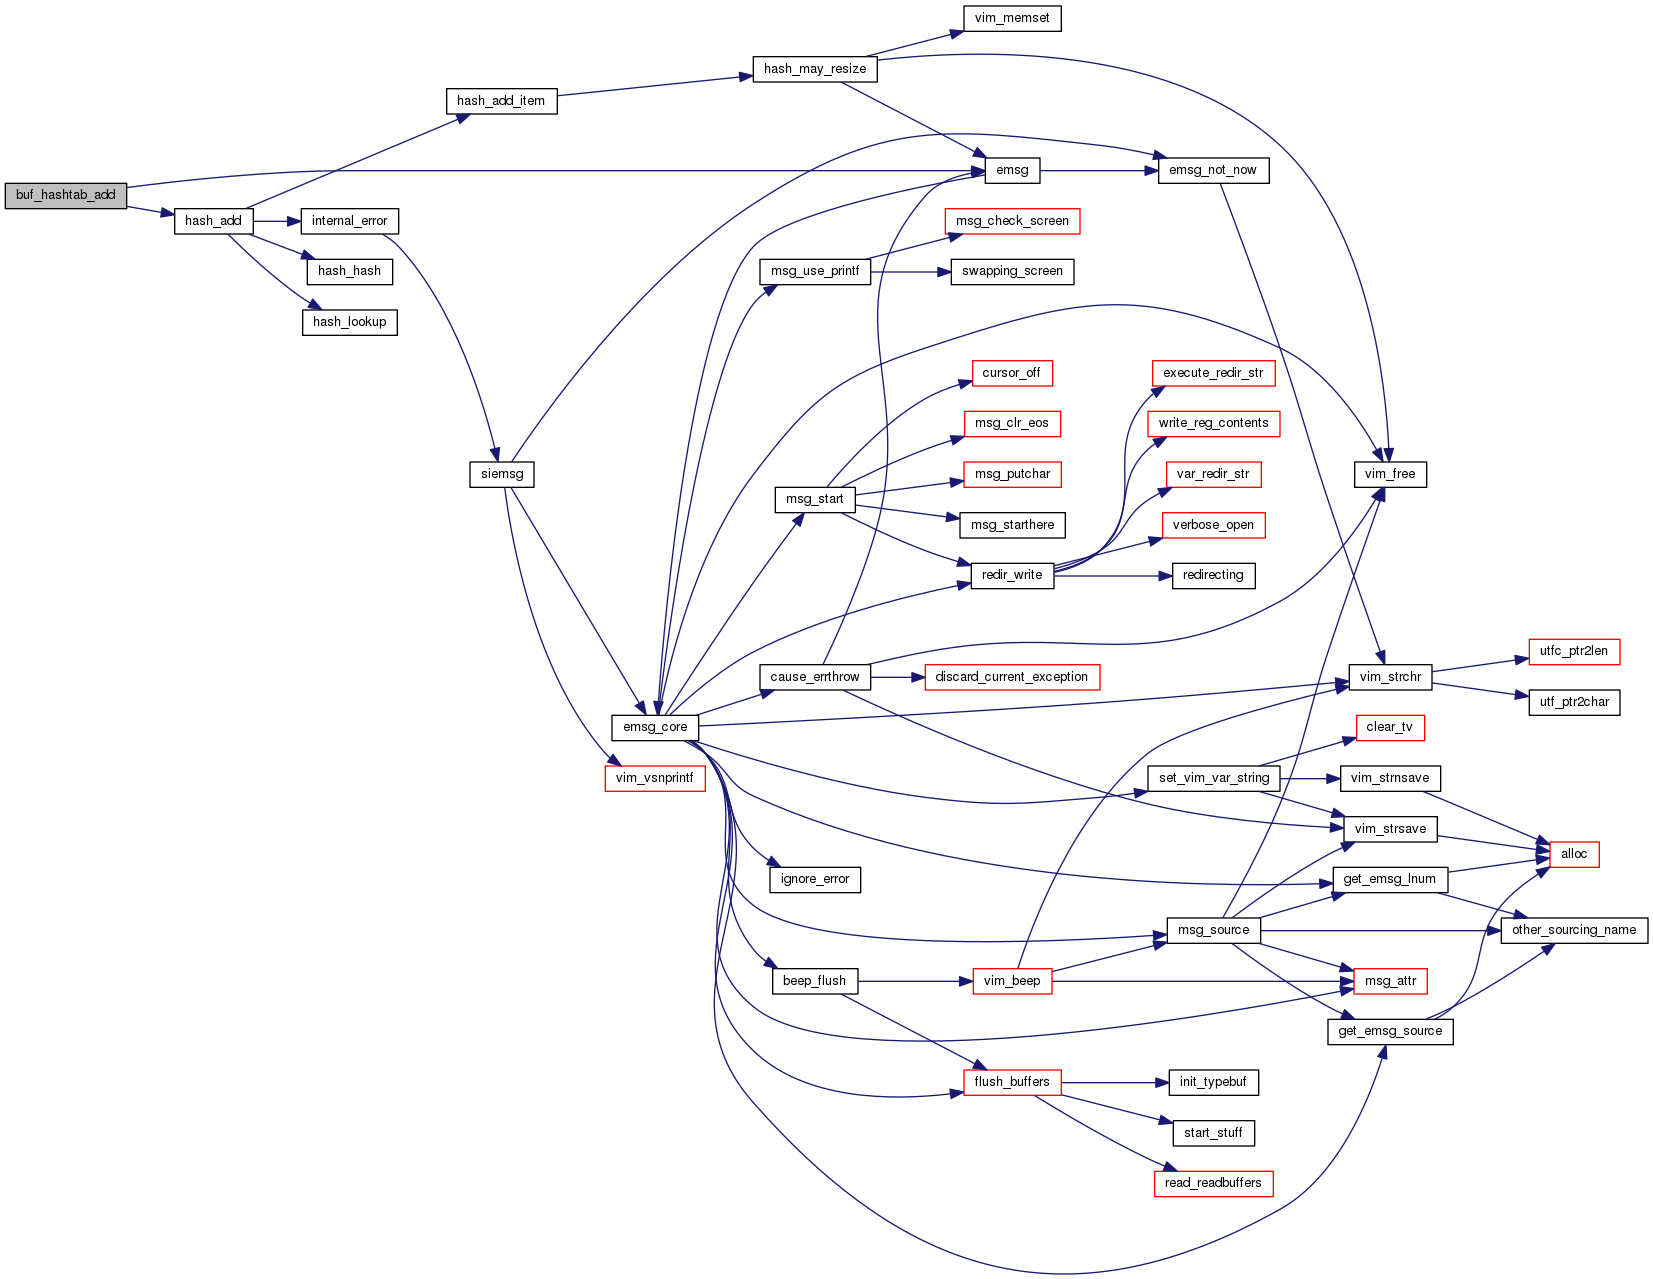 vim_memset
hash_may_resize
hash_add_item
emsg
emsg_not_now
buf_hashtab_add
hash_add
internal_error
msg_check_screen
hash_hash
msg_use_printf
swapping_screen
hash_lookup
cursor_off
execute_redir_str
msg_clr_eos
write_reg_contents
siemsg
msg_putchar
var_redir_str
vim_free
msg_start
msg_starthere
verbose_open
redir_write
redirecting
utfc_ptr2len
cause_errthrow
discard_current_exception
vim_strchr
utf_ptr2char
emsg_core
clear_tv
vim_vsnprintf
set_vim_var_string
vim_strnsave
vim_strsave
alloc
ignore_error
get_emsg_lnum
msg_source
other_sourcing_name
beep_flush
vim_beep
msg_attr
get_emsg_source
flush_buffers
init_typebuf
start_stuff
read_readbuffers